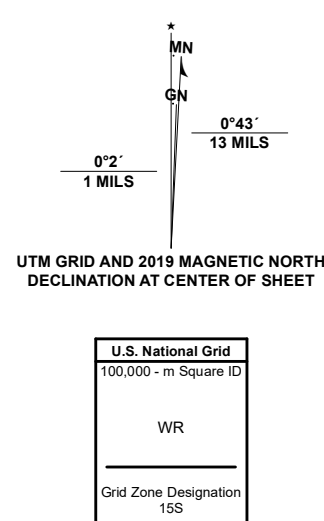 MN
GN
0°43´
13 MILS
0°2´
1 MILS
UTM GRID AND 2019 MAGNETIC NORTH
DECLINATION AT CENTER OF SHEET
U.S. National Grid
100,000 - m Square ID
WR
Grid Zone Designation
15S